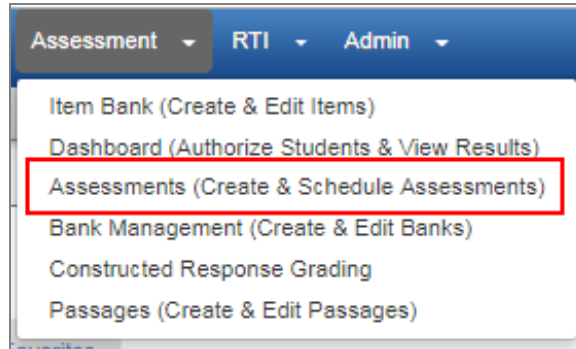 Assessment RTI Admin
Item Bank (Create & Edit Items)
Dashboard (Authorize Students & View Results)
Assessments (Create & Schedule Assessments)
Bank Management (Create & Edit Banks)
Constructed Response Grading
Passages (Create & Edit Passages)